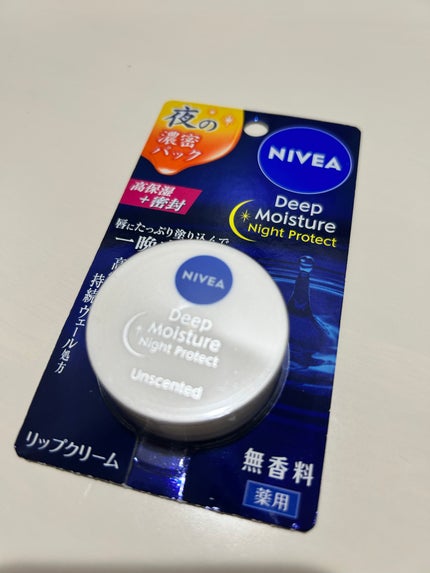 夜の
濃密
パック
NIVEA
Deep
Moisture
Night Protect
高保湿
+密封
唇にたっぷり塗り込んで
一晩
高
持続ヴェール処方
NIVEA
Deep
Moisture
Night Protect
Unscented
リップクリーム
無香料
薬用